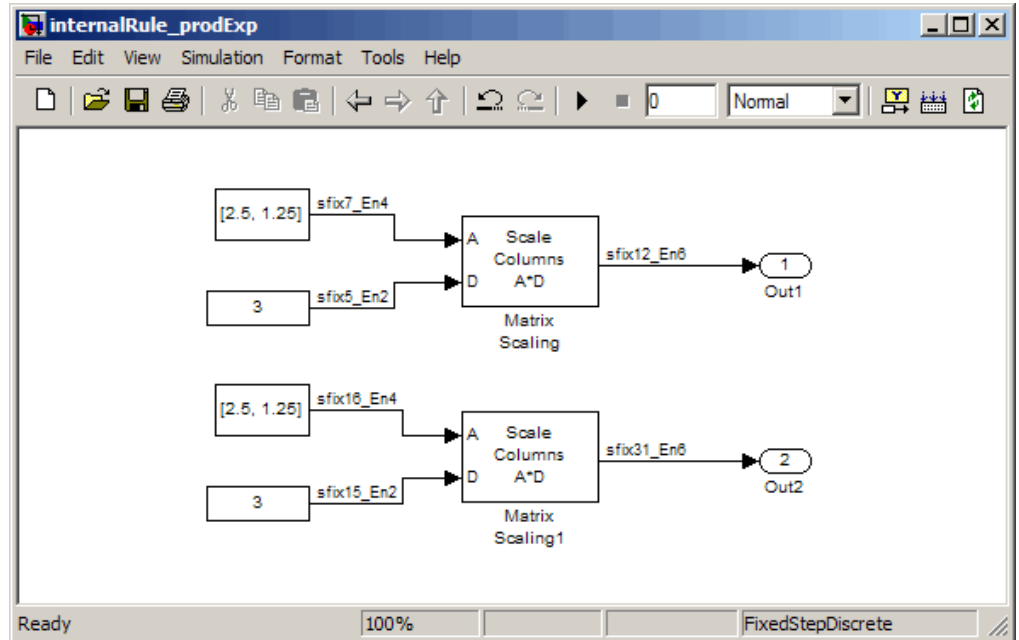 internalRule_prodExp
File Edit View Simulation Format Tools Help
0 Normal
[2.5, 1.25]
sfix7_En4
A
Scale
Columns
A*D
D
sfix12_En6
1
Out1
3
sfix5_En2
Matrix
Scaling
[2.5, 1.25]
sfix16_En4
A
Scale
Columns
A*D
D
sfix31_En6
2
Out2
3
sfix15_En2
Matrix
Scaling1
Ready 100% FixedStepDiscrete